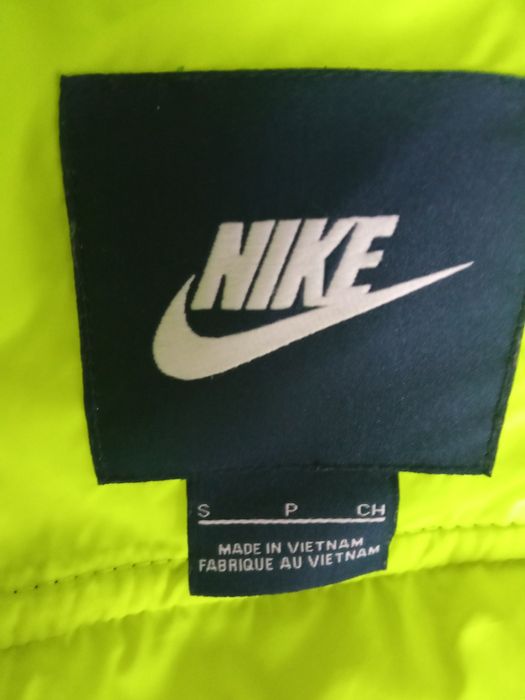 NIKE
S P CH
MADE IN VIETNAM
FABRIQUE AU VIETNAM